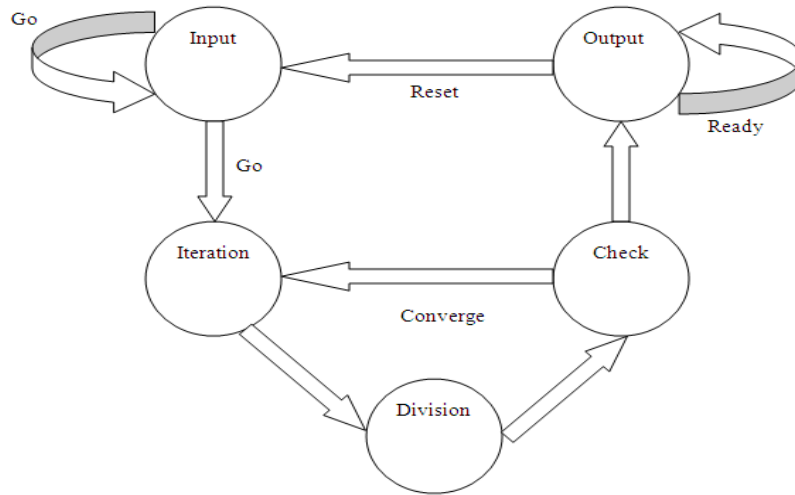 Go
Input
Output
Reset
Ready
Go
Iteration
Check
Converge
Division